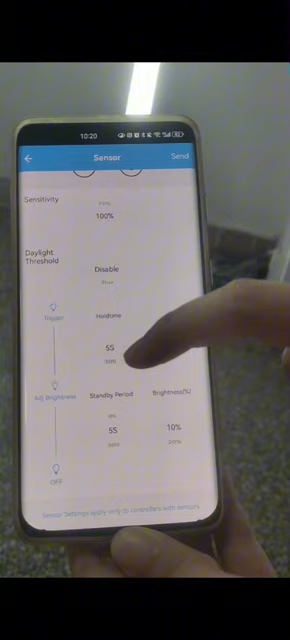 10:20
Sensor Send
Sensitivity
100%
Daylight
Threshold
Disable
Trigger
Holdtime
5S
Adj Brightness
Standby Period Brightness(%)
5S 10%
OFF
Sensor Settings apply only to controllers with sensors